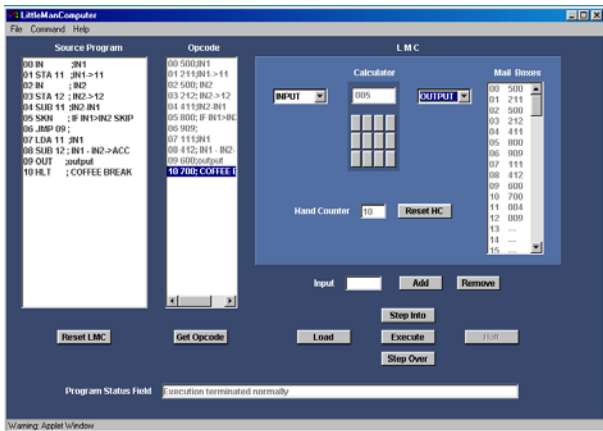 LittleManComputer
File Command Help
Source Program
00 IN ;IN1
01 STA 11 ;IN1->11
02 IN ; IN2
03 STA 12 ; IN2->12
04 SUB 11 ;IN2-IN1
05 SKN ; IF IN1>IN2 SKIP
06 JMP 09 ;
07 LDA 11 ;IN1
08 SUB 12 ; IN1 - IN2->ACC
09 OUT ;output
10 HLT ; COFFEE BREAK
Reset LMC
Opcode
00 500;IN1
01 211;IN1->11
02 500; IN2
03 212; IN2->12
04 411;IN2-IN1
05 800; IF IN1>IN2
06 909;
07 111;IN1
08 412; IN1 - IN2
09 600;output
10 700; COFFEE B
Get Opcode
LMC
Calculator
INPUT
005
OUTPUT
Hand Counter 10 Reset HC
Mail Boxes
00 500
01 211
02 500
03 212
04 411
05 800
06 909
07 111
08 412
09 600
10 700
11 004
12 009
13 ---
14 ---
15 ---
Input Add Remove
Step Into
Load Execute Halt
Step Over
Program Status Field Execution terminated normally
Warning: Applet Window